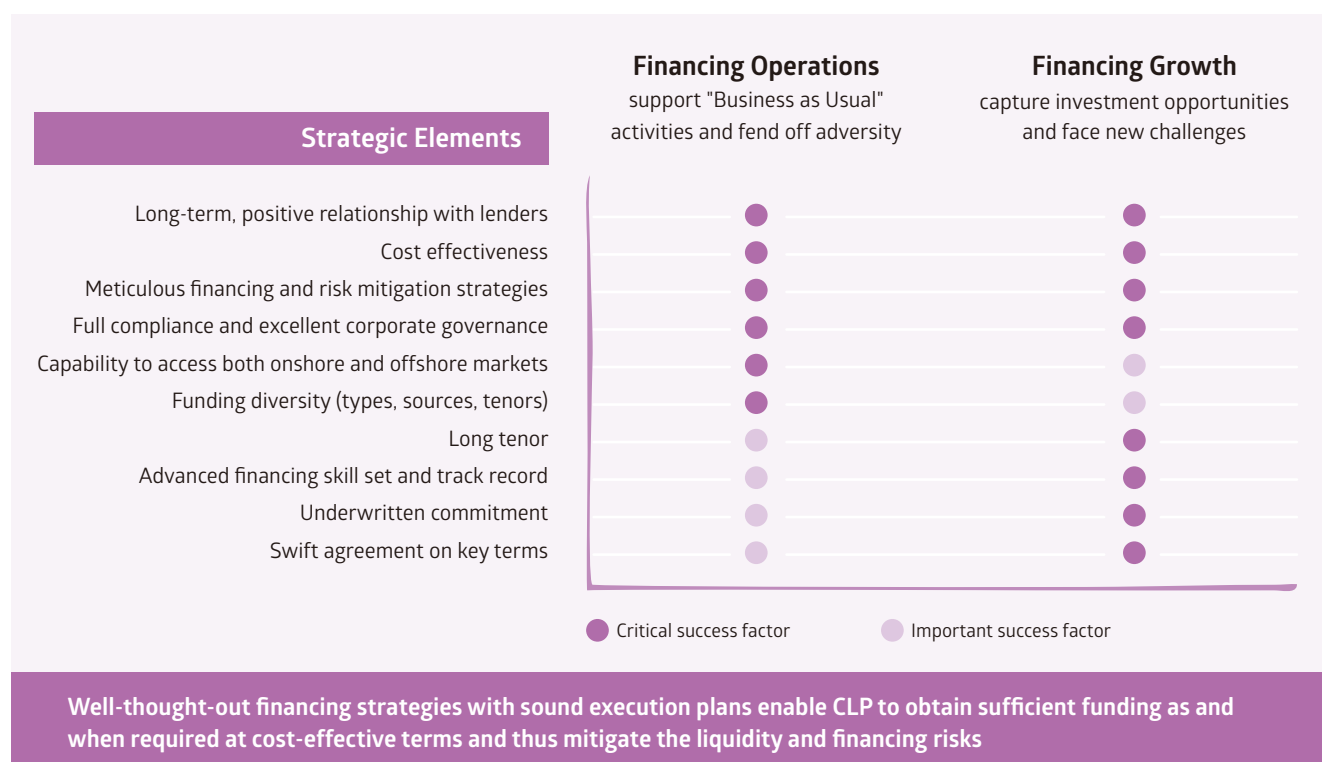 Financing Operations
support "Business as Usual"
activities and fend off adversity
Financing Growth
capture investment opportunities
and face new challenges
Strategic Elements
Long-term, positive relationship with lenders
Cost effectiveness
Meticulous financing and risk mitigation strategies
Full compliance and excellent corporate governance
Capability to access both onshore and offshore markets
Funding diversity (types, sources, tenors)
Long tenor
Advanced financing skill set and track record
Underwritten commitment
Swift agreement on key terms
Critical success factor
Important success factor
Well-thought-out financing strategies with sound execution plans enable CLP to obtain sufficient funding as and
when required at cost-effective terms and thus mitigate the liquidity and financing risks